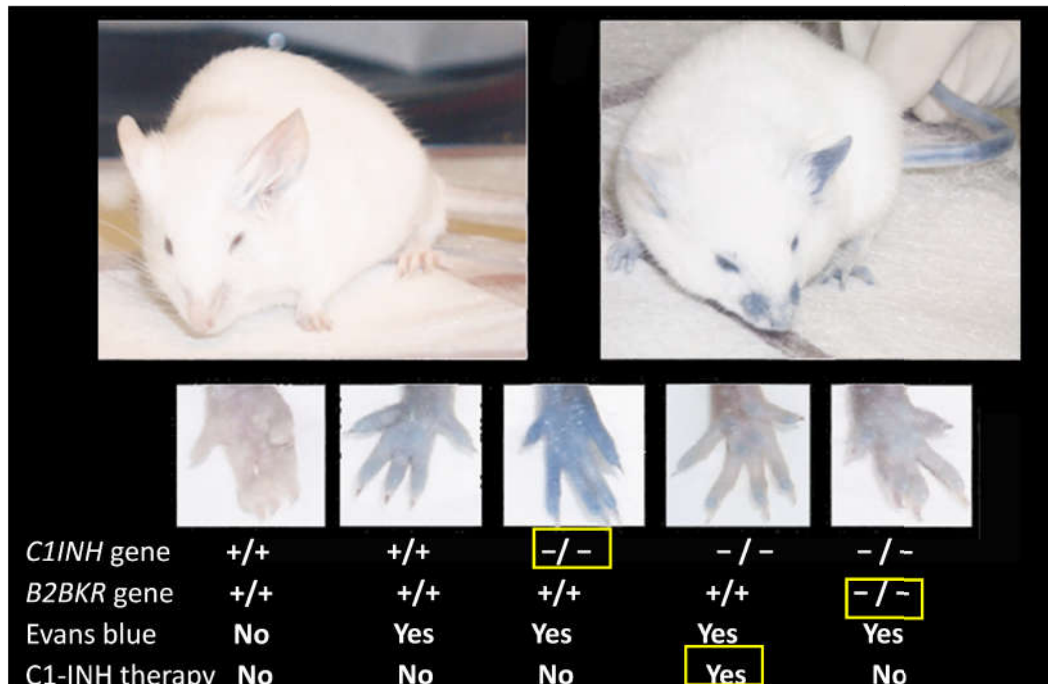 C1INH gene +/+ +/+ –/ – – / – – / –
B2BKR gene +/+ +/+ +/+ +/+ – / –
Evans blue No Yes Yes Yes Yes
C1-INH therapy No No No Yes No